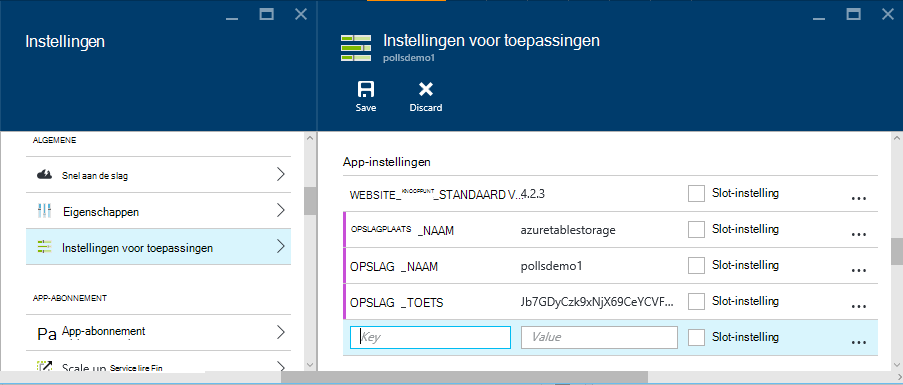 Instellingen
ALGEMENE
Snel aan de slag
Eigenschappen
Instellingen voor toepassingen
APP-ABONNEMENT
Pa App-abonnement
Scale up Service lire Fin
Instellingen voor toepassingen
pollsdemo1
Save Discard
App-instellingen
WEBSITE_KNOOPPUNT_STANDAARD V... 4.2.3 Slot-instelling ...
OPSLAGPLAATS _NAAM azuretablestorage Slot-instelling ...
OPSLAG _NAAM pollsdemo1 Slot-instelling ...
OPSLAG _TOETS Jb7GDyCzk9xNjX69CeYCVF... Slot-instelling ...
Key Value Slot-instelling ...